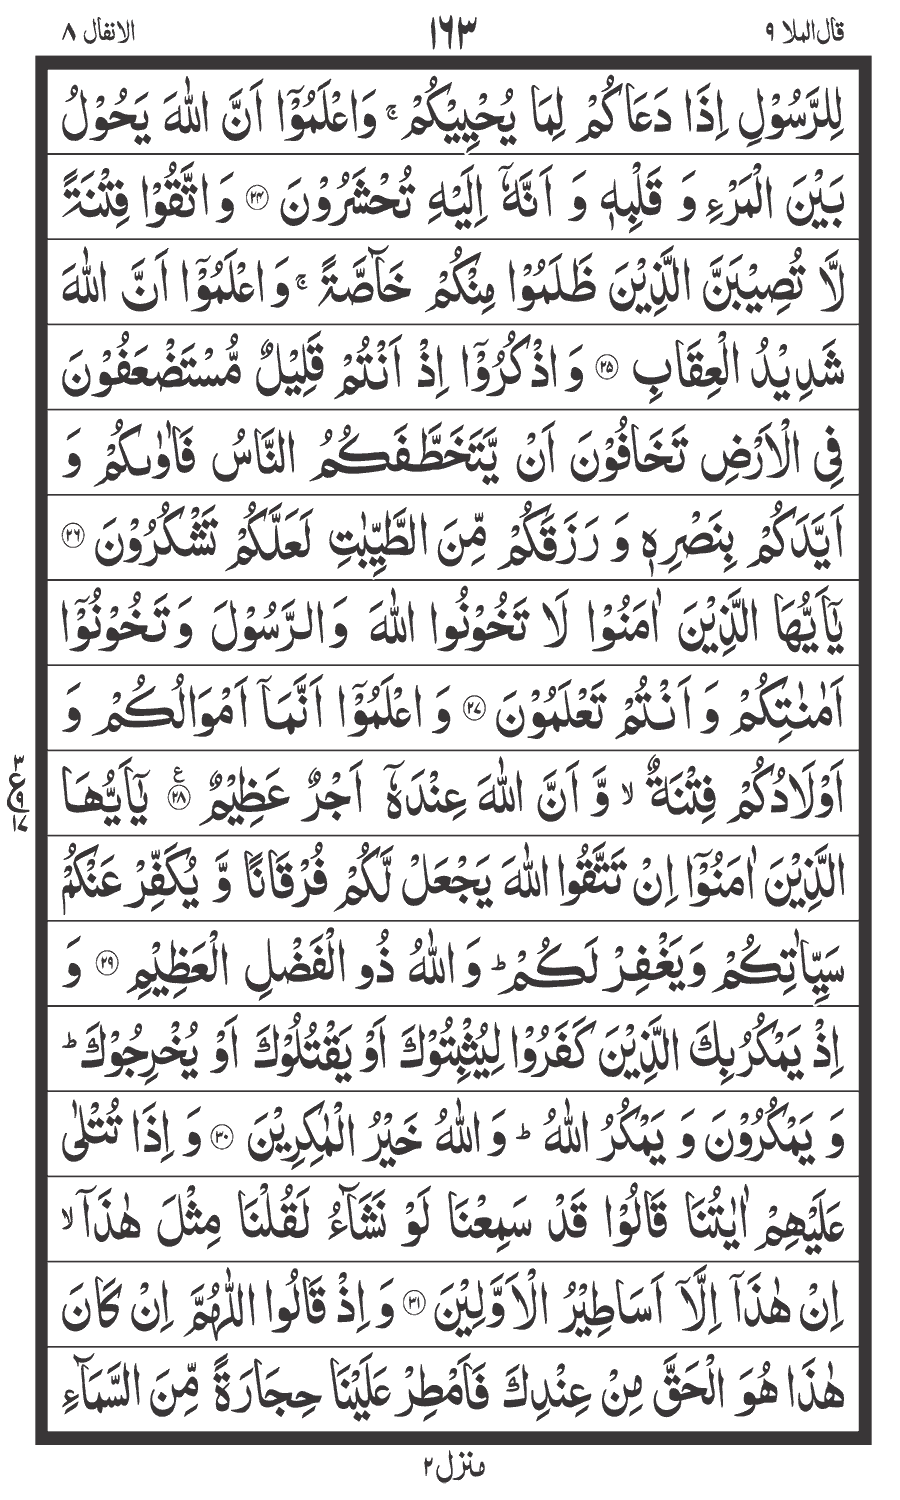 قال الملا ٩ ١٦٣ الانفال ٨
لِلرَّسُوْلِ اِذَا دَعَاكُمْ لِمَا يُحْيِيْكُمْ ۚ وَاعْلَمُوْۤا اَنَّ اللّٰهَ يَحُوْلُ
بَيْنَ الْمَرْءِ وَ قَلْبِهٖ وَ اَنَّهٗۤ اِلَيْهِ تُحْشَرُوْنَ ﴿۲۴﴾ وَ اتَّقُوْا فِتْنَةً
لَّا تُصِيْبَنَّ الَّذِيْنَ ظَلَمُوْا مِنْكُمْ خَآصَّةً ۚ وَ اعْلَمُوْۤا اَنَّ اللّٰهَ
شَدِيْدُ الْعِقَابِ ﴿۲۵﴾ وَ اذْكُرُوْۤا اِذْ اَنْتُمْ قَلِيْلٌ مُّسْتَضْعَفُوْنَ
فِي الْاَرْضِ تَخَافُوْنَ اَنْ يَّتَخَطَّفَكُمُ النَّاسُ فَاٰوٰىكُمْ وَ
اَيَّدَكُمْ بِنَصْرِهٖ وَ رَزَقَكُمْ مِّنَ الطَّيِّبٰتِ لَعَلَّكُمْ تَشْكُرُوْنَ ﴿۲۶﴾
يٰۤاَيُّهَا الَّذِيْنَ اٰمَنُوْا لَا تَخُوْنُوا اللّٰهَ وَ الرَّسُوْلَ وَ تَخُوْنُوْۤا
اَمٰنٰتِكُمْ وَ اَنْتُمْ تَعْلَمُوْنَ ﴿۲۷﴾ وَ اعْلَمُوْۤا اَنَّمَاۤ اَمْوَالُكُمْ وَ
اَوْلَادُكُمْ فِتْنَةٌ ۙ وَّ اَنَّ اللّٰهَ عِنْدَهٗۤ اَجْرٌ عَظِيْمٌ ﴿۲۸﴾ ع يٰۤاَيُّهَا
٣ ع ٩ ١٧
الَّذِيْنَ اٰمَنُوْۤا اِنْ تَتَّقُوا اللّٰهَ يَجْعَلْ لَّكُمْ فُرْقَانًا وَّ يُكَفِّرْ عَنْكُمْ
سَيِّاٰتِكُمْ وَ يَغْفِرْ لَكُمْ ؕ وَ اللّٰهُ ذُو الْفَضْلِ الْعَظِيْمِ ﴿۲۹﴾ وَ
اِذْ يَمْكُرُ بِكَ الَّذِيْنَ كَفَرُوْا لِيُثْبِتُوْكَ اَوْ يَقْتُلُوْكَ اَوْ يُخْرِجُوْكَ ؕ
وَ يَمْكُرُوْنَ وَ يَمْكُرُ اللّٰهُ ؕ وَ اللّٰهُ خَيْرُ الْمٰكِرِيْنَ ﴿۳۰﴾ وَ اِذَا تُتْلٰى
عَلَيْهِمْ اٰيٰتُنَا قَالُوْا قَدْ سَمِعْنَا لَوْ نَشَآءُ لَقُلْنَا مِثْلَ هٰذَاۤ ۙ
اِنْ هٰذَاۤ اِلَّاۤ اَسَاطِيْرُ الْاَوَّلِيْنَ ﴿۳۱﴾ وَ اِذْ قَالُوا اللّٰهُمَّ اِنْ كَانَ
هٰذَا هُوَ الْحَقَّ مِنْ عِنْدِكَ فَاَمْطِرْ عَلَيْنَا حِجَارَةً مِّنَ السَّمَآءِ
منزل ٢